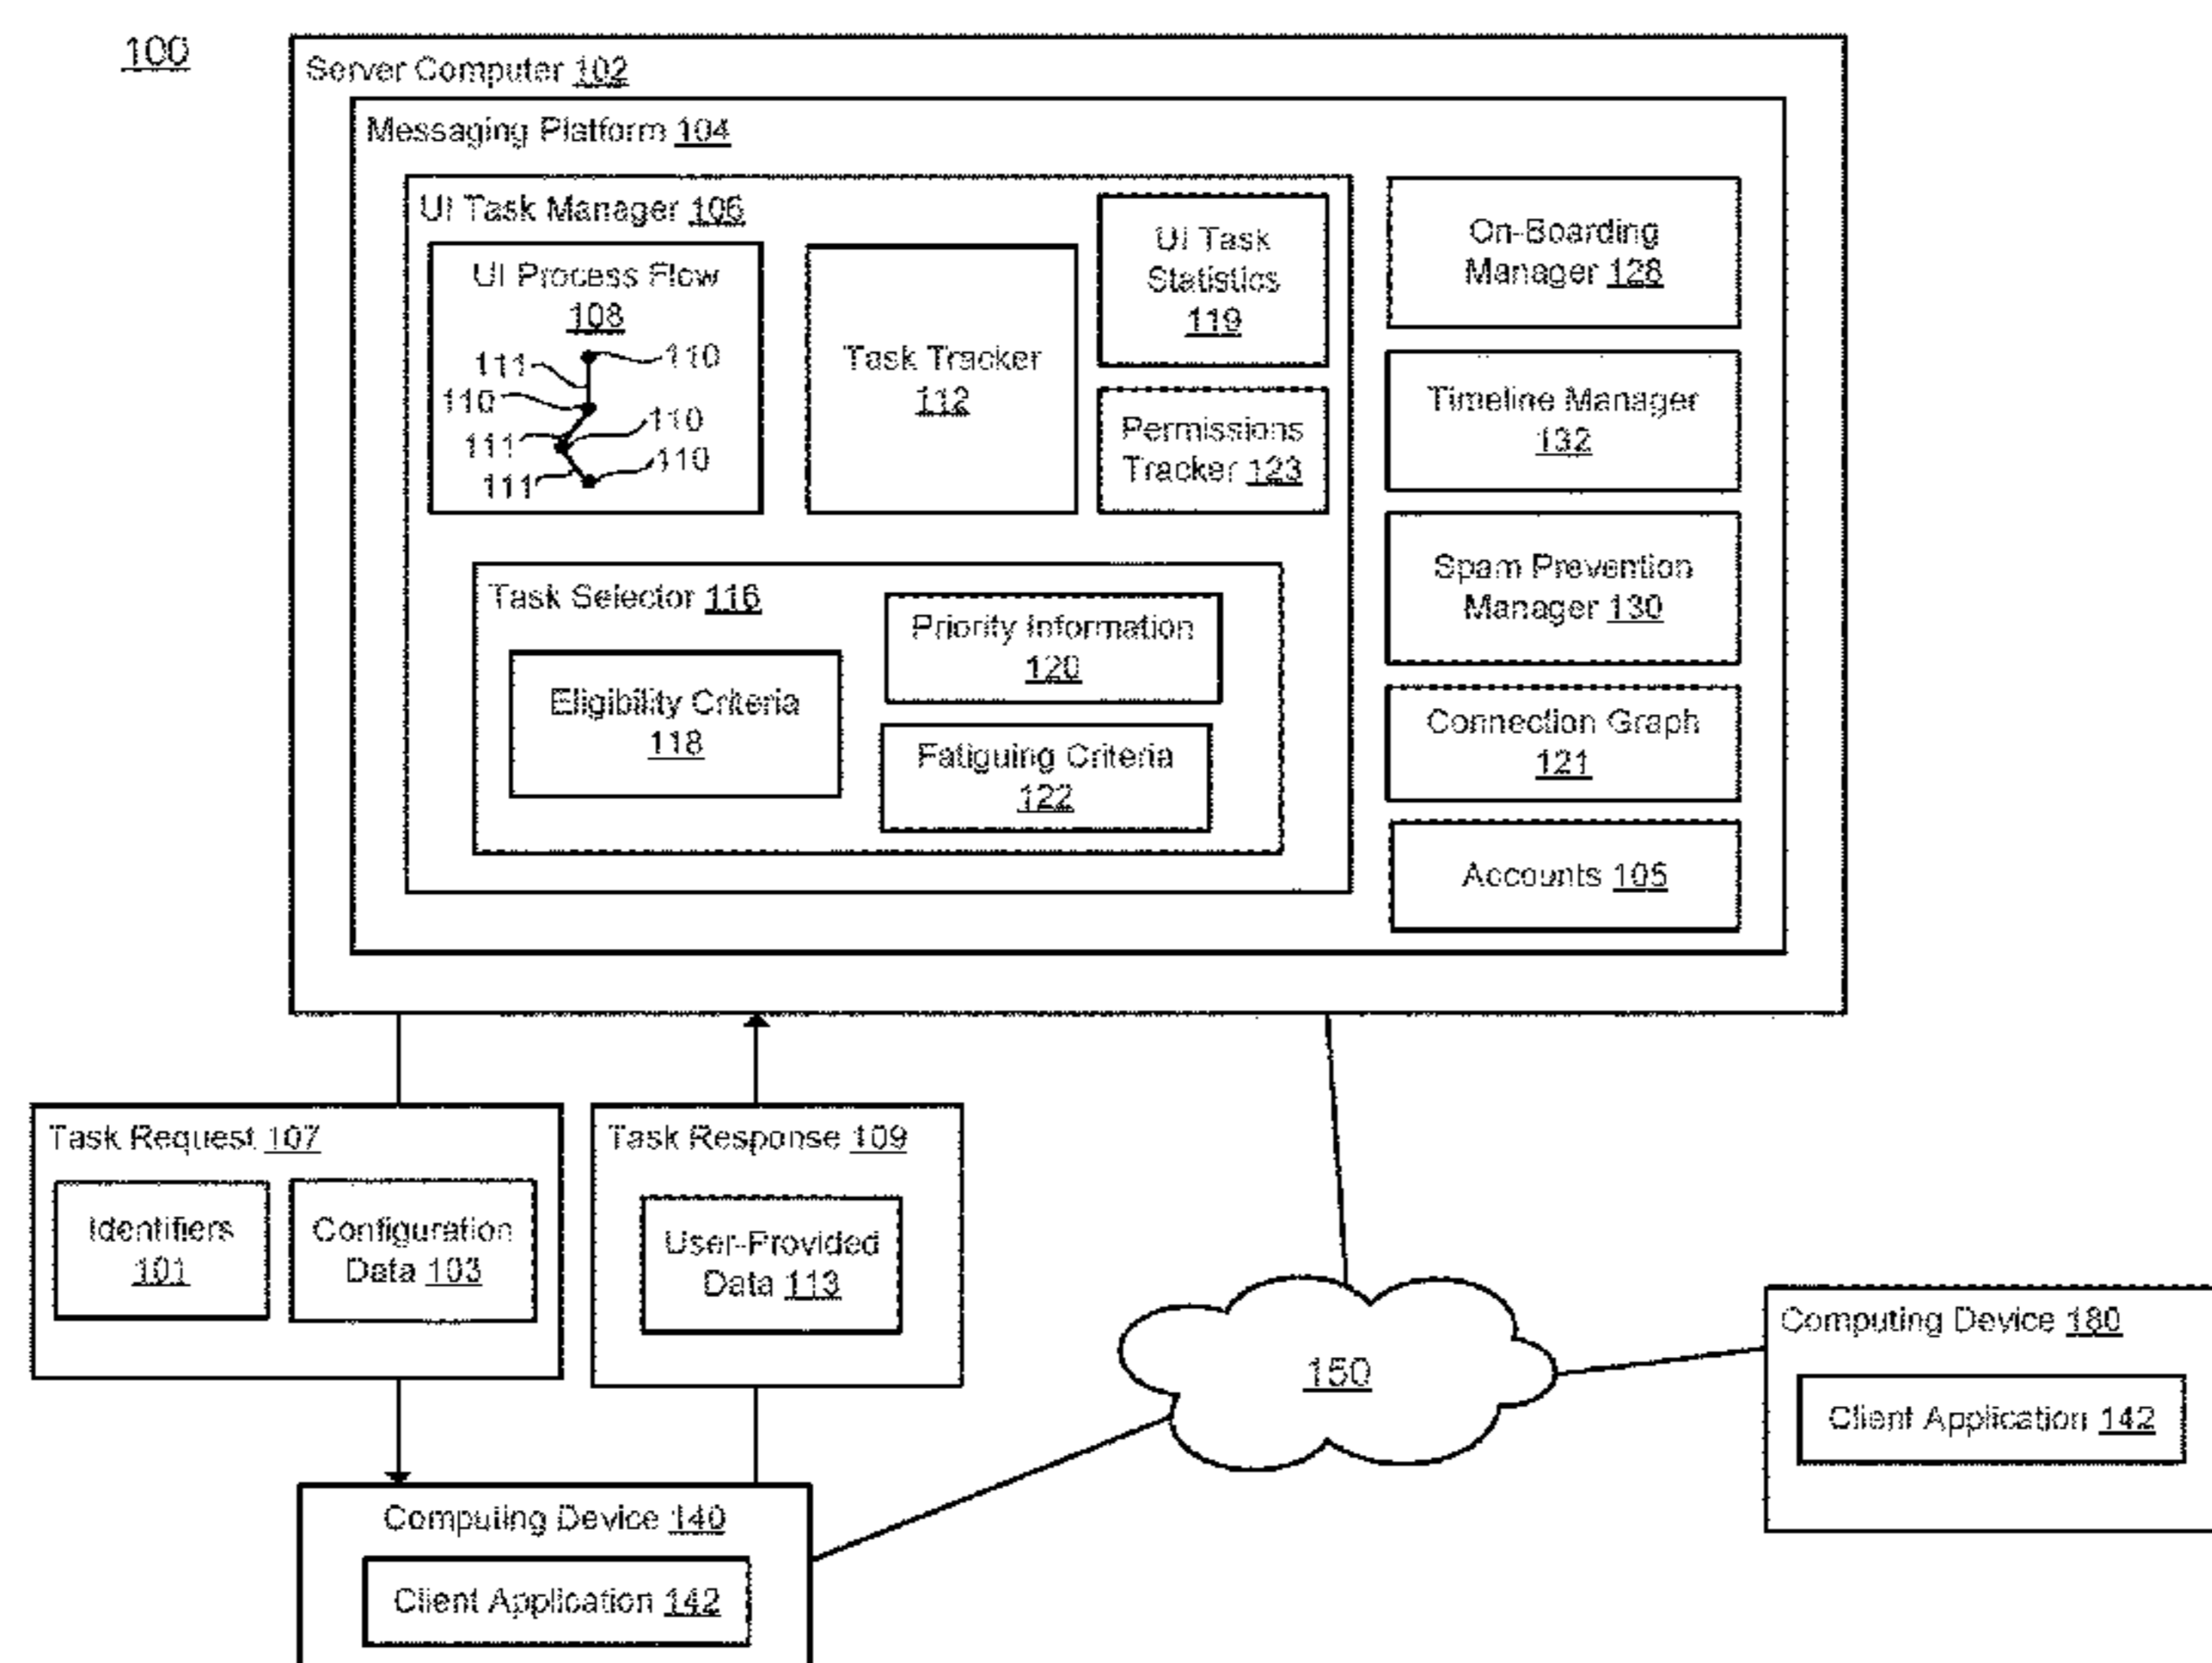 100
Server Computer 102
Messaging Platform 104
UI Task Manager 106
UI Process Flow
108
111
110
110
110
111
110
111
Task Tracker
112
UI Task
Statistics
119
Permissions
Tracker 123
Task Selector 116
Eligibility Criteria
118
Priority Information
120
Fatiguing Criteria
122
On-Boarding
Manager 128
Timeline Manager
132
Spam Prevention
Manager 130
Connection Graph
121
Accounts 105
Task Request 107
Identifiers
101
Configuration
Data 103
Task Response 109
User-Provided
Data 113
150
Computing Device 180
Client Application 142
Computing Device 140
Client Application 142